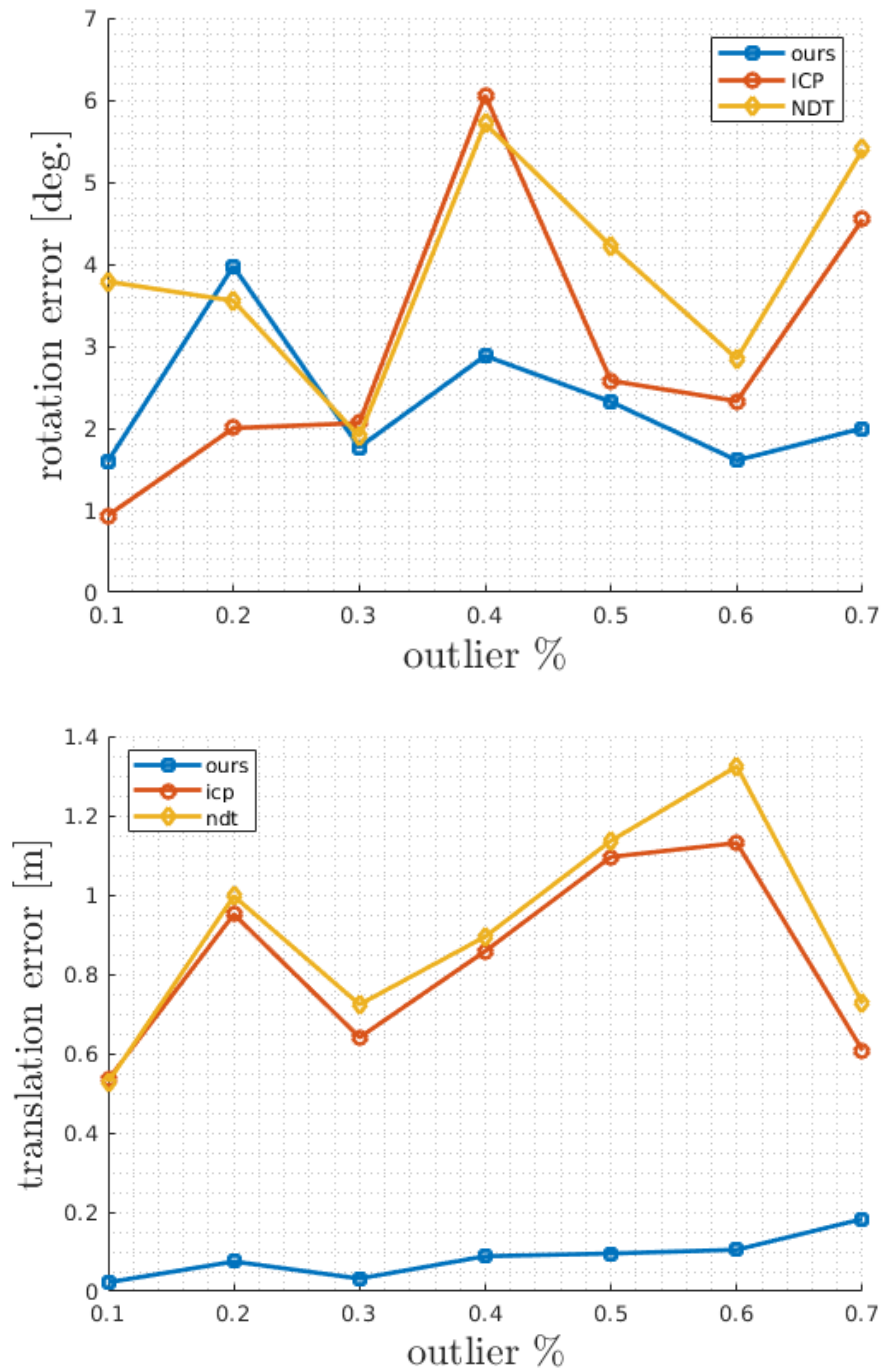 7
6
5
4
3
2
1
0
rotation error [deg.]
ours
ICP
NDT
0.1 0.2 0.3 0.4 0.5 0.6 0.7
outlier %
1.4
1.2
1
0.8
0.6
0.4
0.2
0
translation error [m]
ours
icp
ndt
0.1 0.2 0.3 0.4 0.5 0.6 0.7
outlier %